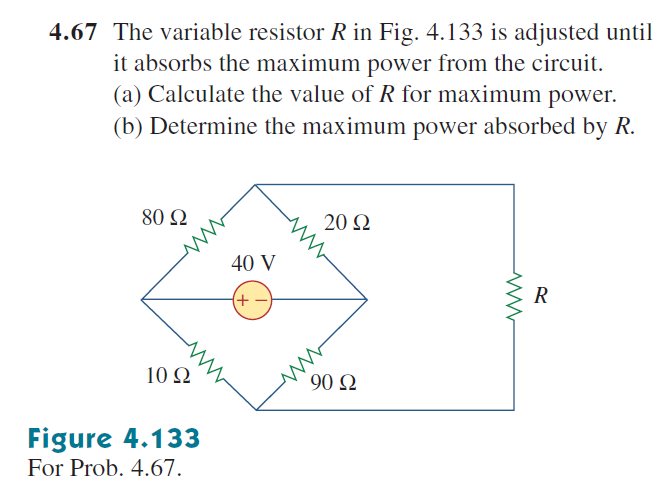 4.67 The variable resistor R in Fig. 4.133 is adjusted until
it absorbs the maximum power from the circuit.
(a) Calculate the value of R for maximum power.
(b) Determine the maximum power absorbed by R.
80 Ω
20 Ω
40 V
+ −
R
10 Ω
90 Ω
Figure 4.133
For Prob. 4.67.